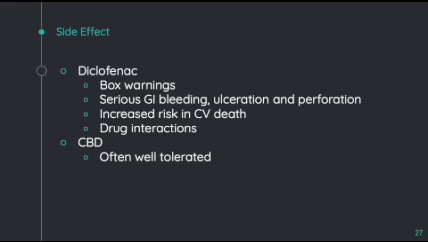 Side Effect
Diclofenac
Box warnings
Serious GI bleeding, ulceration and perforation
Increased risk in CV death
Drug interactions
CBD
Often well tolerated
27